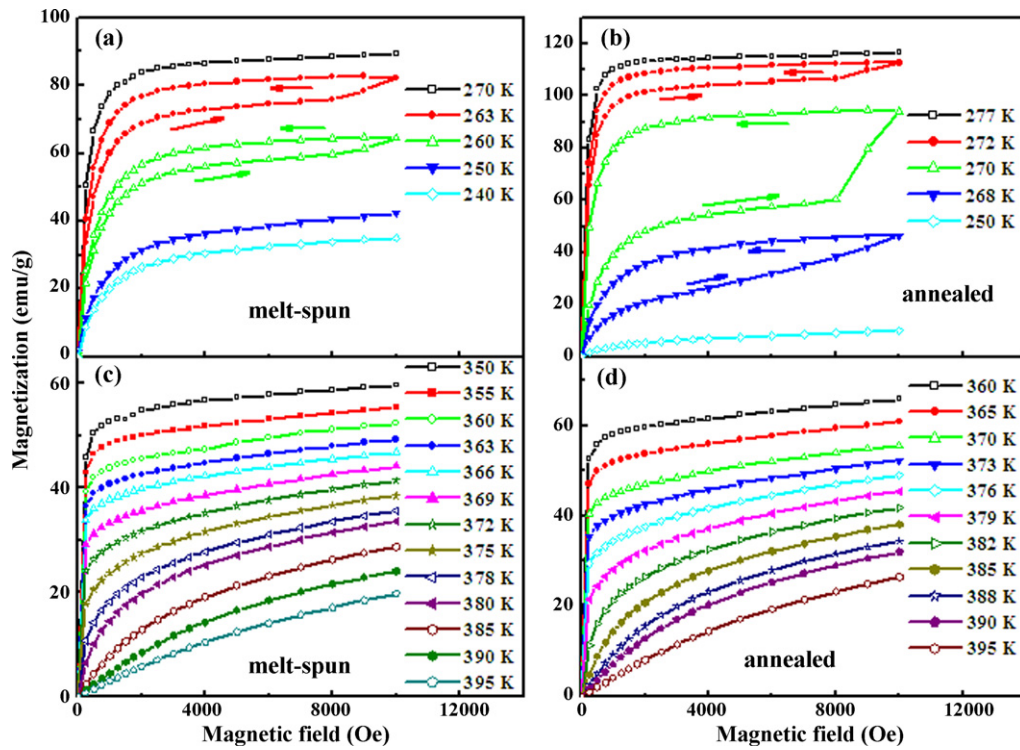 (a)
100
80
60
40
20
0
270 K
263 K
260 K
250 K
240 K
melt-spun
(b)
120
100
80
60
40
20
0
277 K
272 K
270 K
268 K
250 K
annealed
Magnetization (emu/g)
(c)
60
40
20
0
350 K
355 K
360 K
363 K
366 K
369 K
372 K
375 K
378 K
380 K
385 K
390 K
395 K
melt-spun
0 4000 8000 12000
Magnetic field (Oe)
(d)
60
40
20
0
360 K
365 K
370 K
373 K
376 K
379 K
382 K
385 K
388 K
390 K
395 K
annealed
0 4000 8000 12000
Magnetic field (Oe)